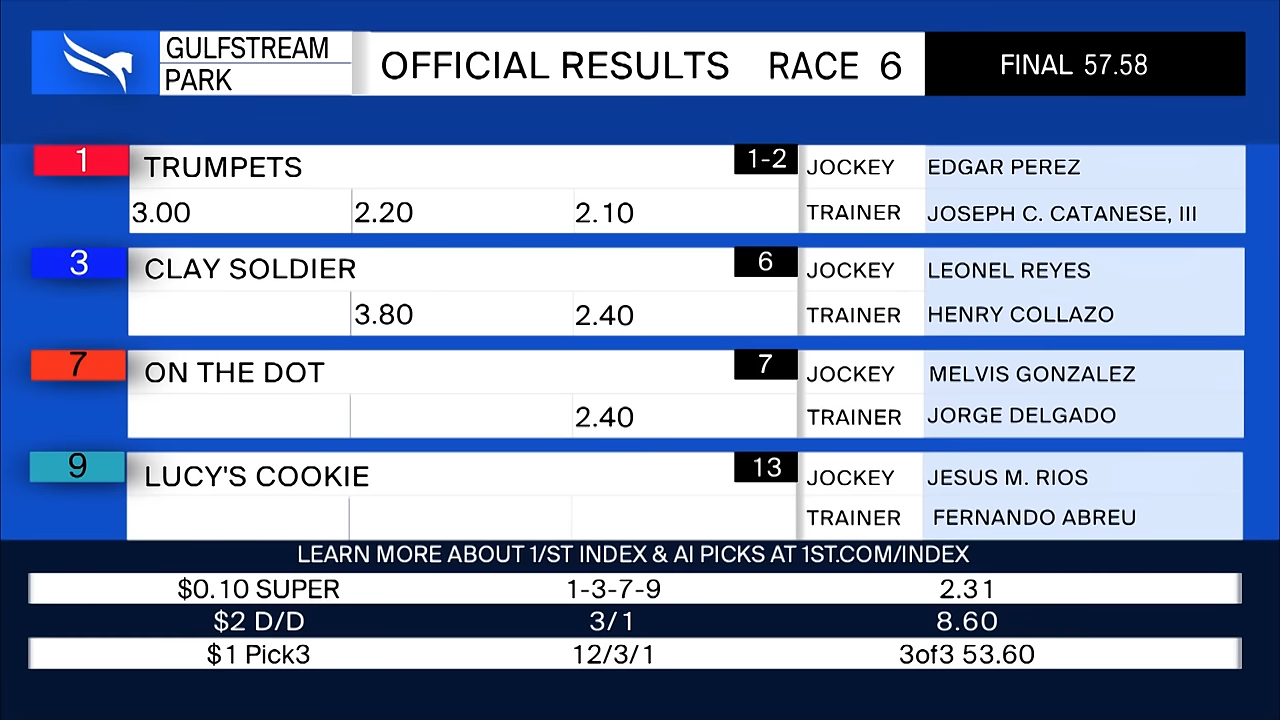 GULFSTREAM
PARK
OFFICIAL RESULTS RACE 6
FINAL 57.58
1 TRUMPETS 1-2 JOCKEY EDGAR PEREZ
3.00 2.20 2.10 TRAINER JOSEPH C. CATANESE, III
3 CLAY SOLDIER 6 JOCKEY LEONEL REYES
3.80 2.40 TRAINER HENRY COLLAZO
7 ON THE DOT 7 JOCKEY MELVIS GONZALEZ
2.40 TRAINER JORGE DELGADO
9 LUCY'S COOKIE 13 JOCKEY JESUS M. RIOS
TRAINER FERNANDO ABREU
LEARN MORE ABOUT 1/ST INDEX & AI PICKS AT 1ST.COM/INDEX
$0.10 SUPER 1-3-7-9 2.31
$2 D/D 3/1 8.60
$1 Pick3 12/3/1 3of3 53.60